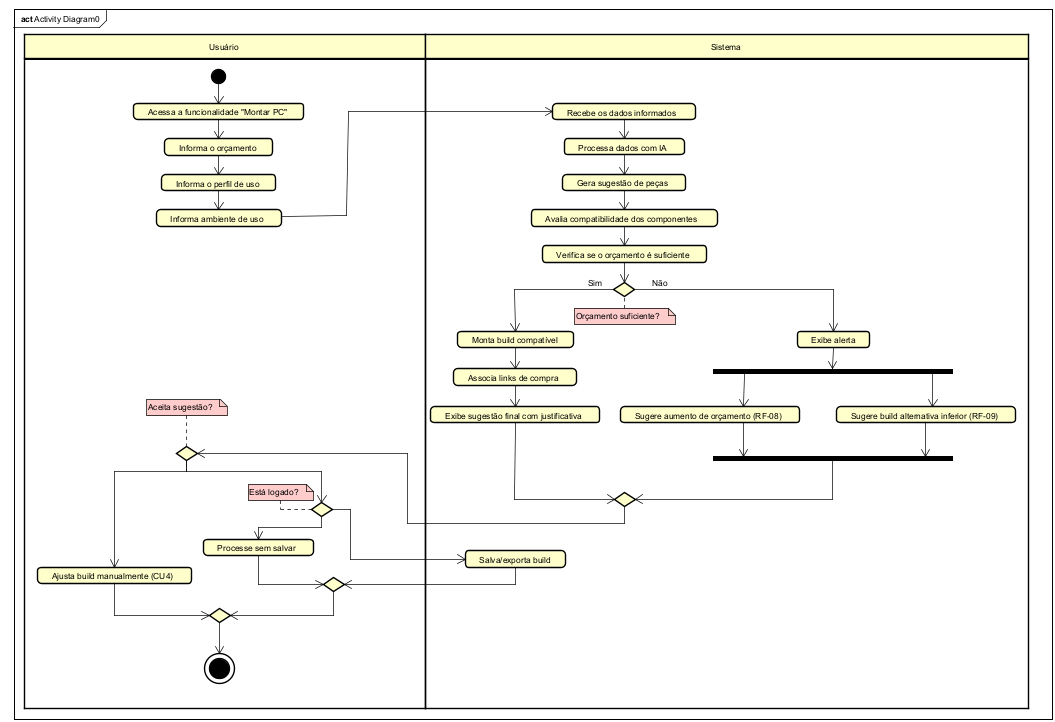 act Activity Diagram0
Usuário
Sistema
Acessa a funcionalidade "Montar PC"
Informa o orçamento
Informa o perfil de uso
Informa ambiente de uso
Recebe os dados informados
Processa dados com IA
Gera sugestão de peças
Avalia compatibilidade dos componentes
Verifica se o orçamento é suficiente
Sim
Não
Orçamento suficiente?
Monta build compatível
Exibe alerta
Associa links de compra
Exibe sugestão final com justificativa
Sugere aumento de orçamento (RF-08)
Sugere build alternativa inferior (RF-09)
Aceita sugestão?
Está logado?
Processe sem salvar
Salva/exporta build
Ajusta build manualmente (CU4)